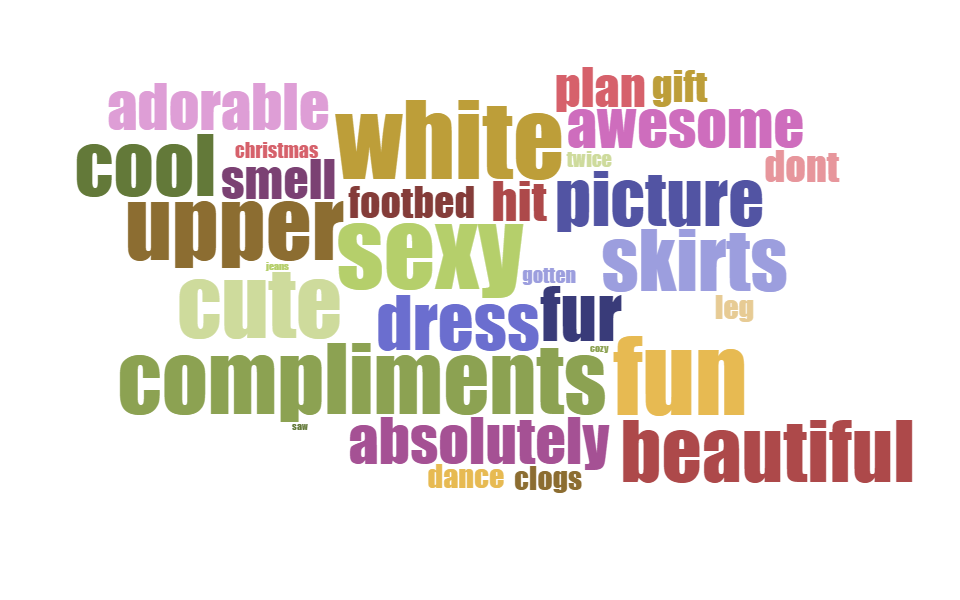 plan gift
adorable white awesome
cool christmas twice dont
smell footbed hit picture
upper sexy skirts
jeans gotten
cute dress fur leg
compliments cozy fun
saw absolutely beautiful
dance clogs